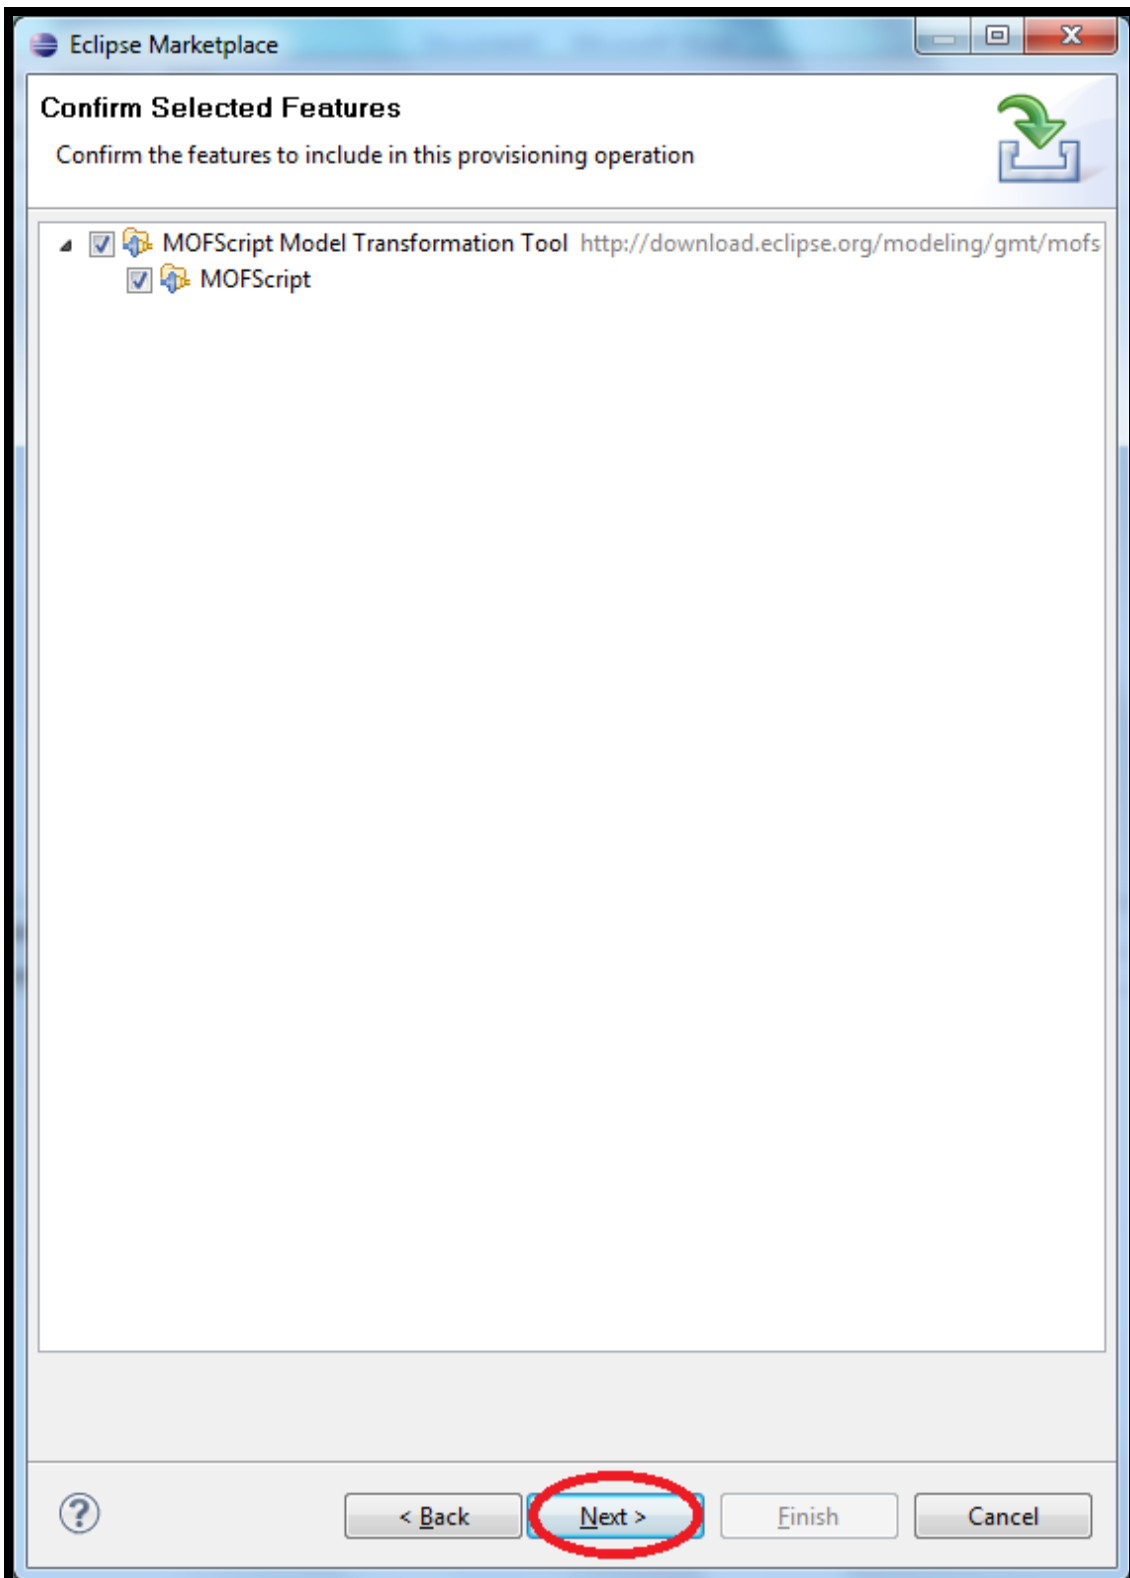 Eclipse Marketplace
Confirm Selected Features
Confirm the features to include in this provisioning operation
MOFScript Model Transformation Tool http://download.eclipse.org/modeling/gmt/mofs
MOFScript
< Back Next > Finish Cancel